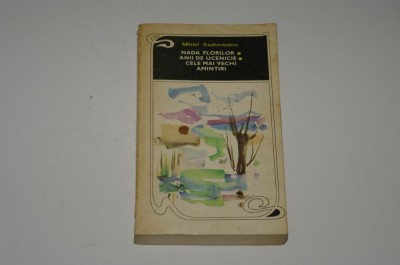 Mihail Sadoveanu
NADA FLORILOR •
ANII DE UCENICIE •
CELE MAI VECHI
AMINTIRI